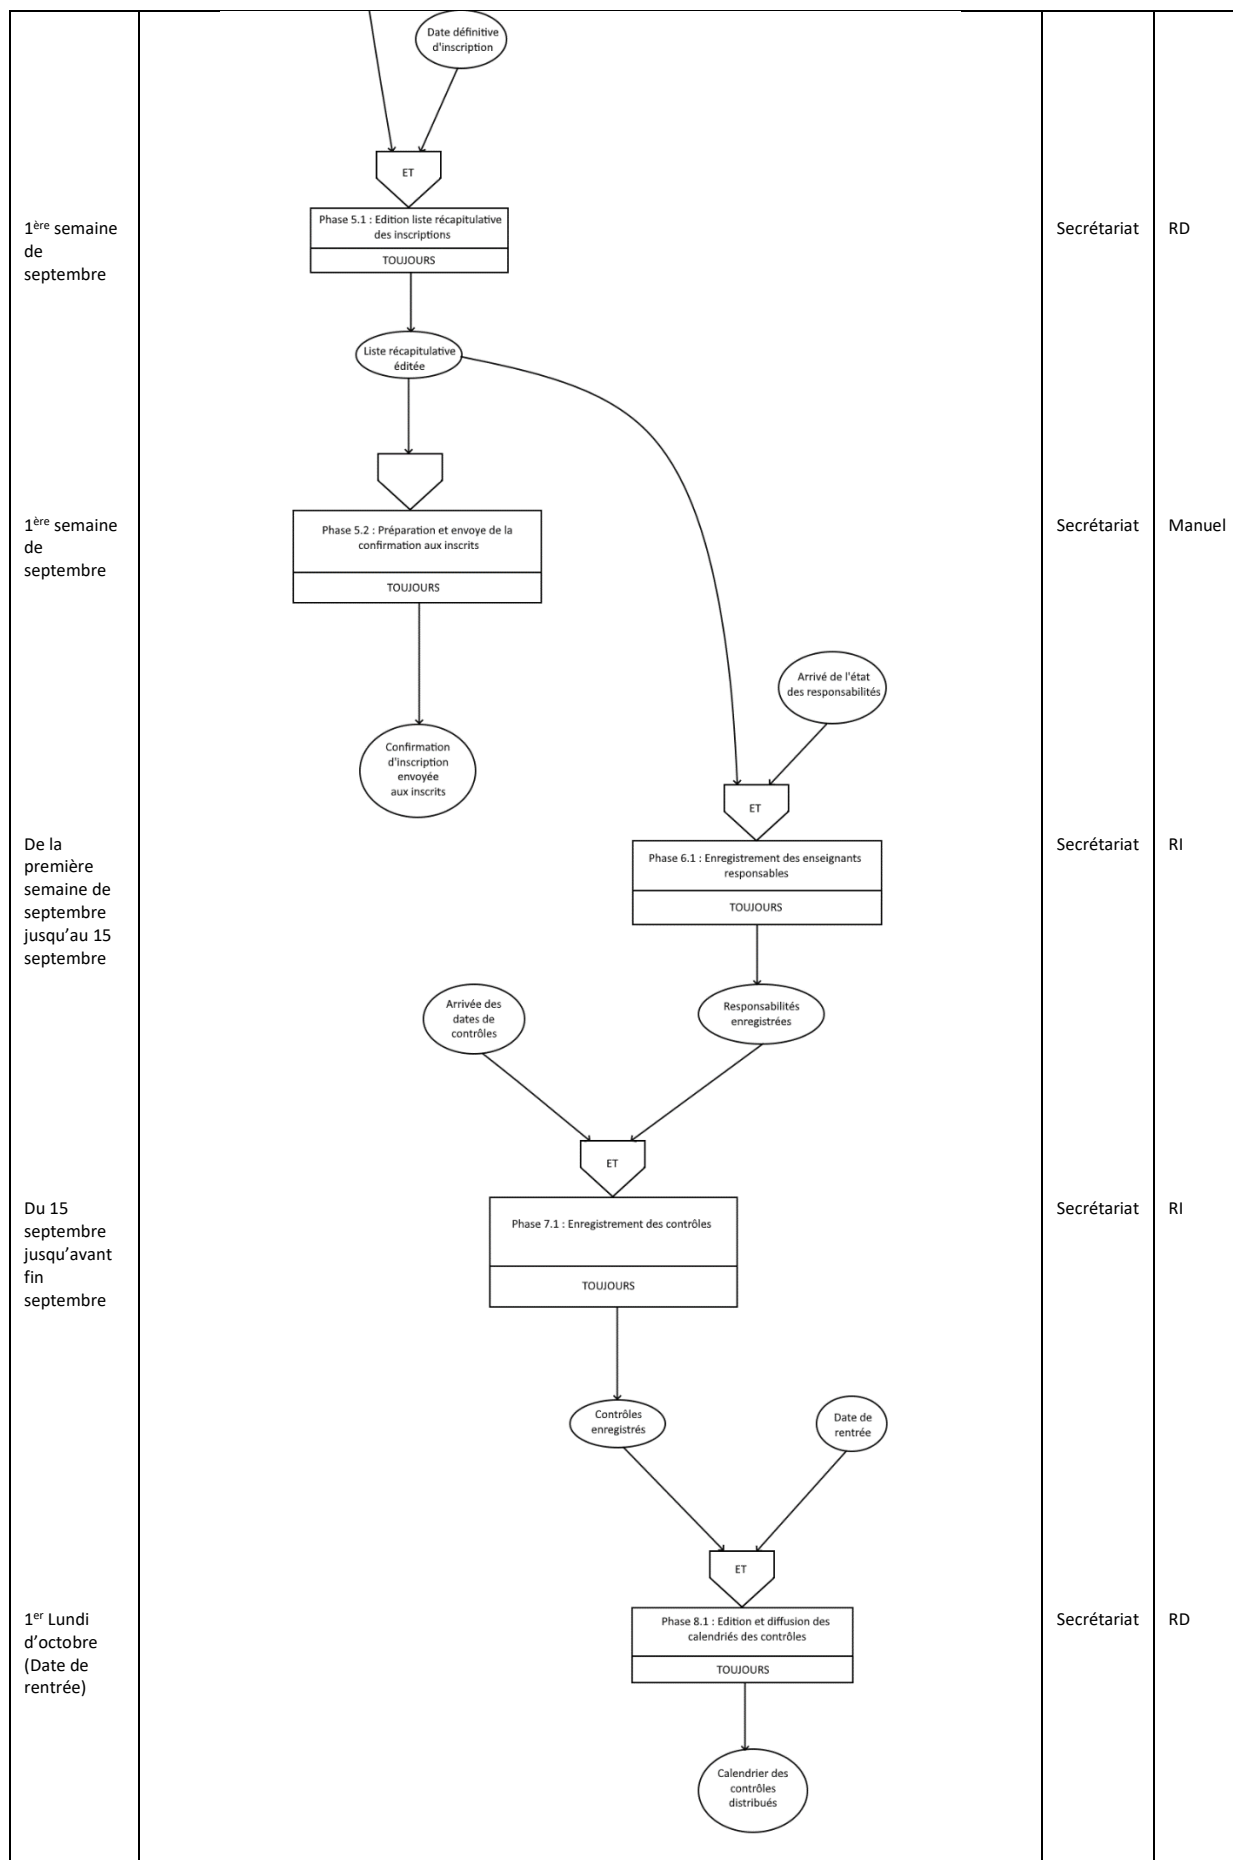 Date définitive
d'inscription
ET
1ère semaine
de
septembre
Phase 5.1 : Edition liste récapitulative
des inscriptions
TOUJOURS
Secrétariat
RD
Liste récapitulative
éditée
1ère semaine
de
septembre
Phase 5.2 : Préparation et envoye de la
confirmation aux inscrits
TOUJOURS
Secrétariat
Manuel
Arrivé de l'état
des responsabilités
Confirmation
d'inscription
envoyée
aux inscrits
ET
De la
première
semaine de
septembre
jusqu'au 15
septembre
Phase 6.1 : Enregistrement des enseignants
responsables
TOUJOURS
Secrétariat
RI
Arrivée des
dates de
contrôles
Responsabilités
enregistrées
ET
Du 15
septembre
jusqu'avant
fin
septembre
Phase 7.1 : Enregistrement des contrôles
TOUJOURS
Secrétariat
RI
Contrôles
enregistrés
Date de
rentrée
ET
1er Lundi
d'octobre
(Date de
rentrée)
Phase 8.1 : Edition et diffusion des
calendriés des contrôles
TOUJOURS
Secrétariat
RD
Calendrier des
contrôles
distribués